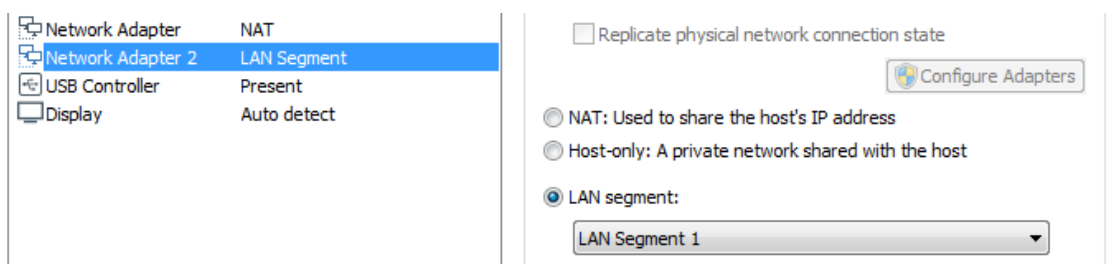 Network Adapter NAT
Network Adapter 2 LAN Segment
USB Controller Present
Display Auto detect
Replicate physical network connection state
Configure Adapters
NAT: Used to share the host's IP address
Host-only: A private network shared with the host
LAN segment:
LAN Segment 1